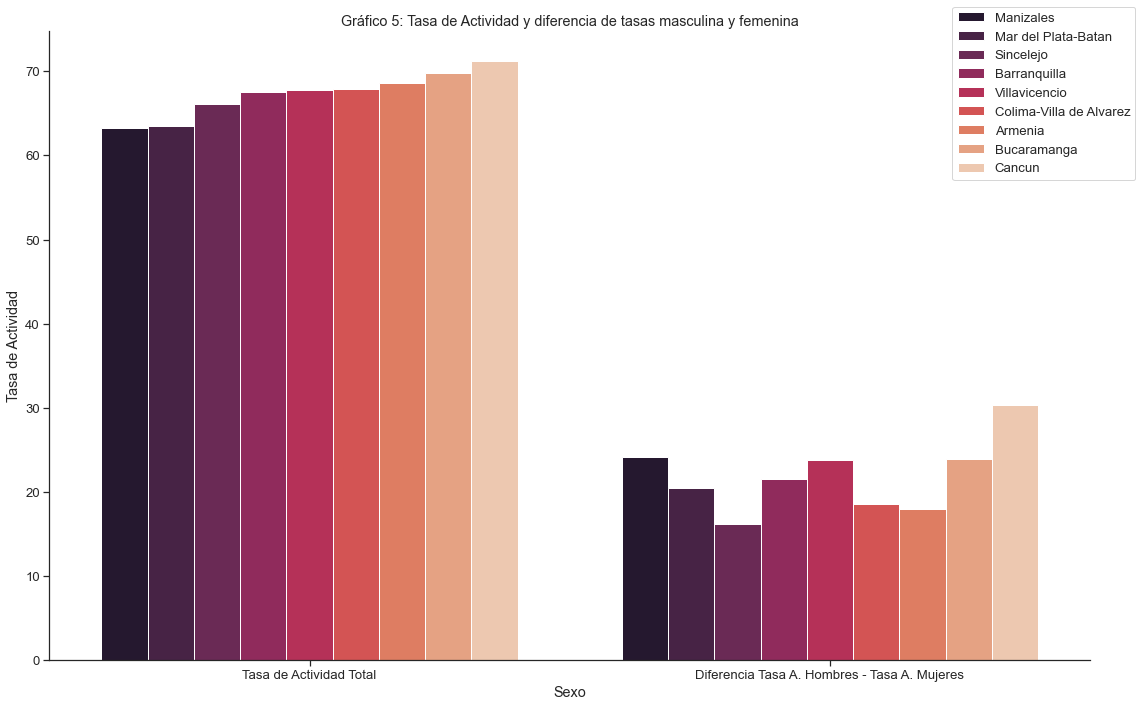 Gráfico 5: Tasa de Actividad y diferencia de tasas masculina y femenina
Manizales
Mar del Plata-Batan
Sincelejo
Barranquilla
Villavicencio
Colima-Villa de Alvarez
Armenia
Bucaramanga
Cancun
Tasa de Actividad
70
60
50
40
30
20
10
0
Tasa de Actividad Total
Diferencia Tasa A. Hombres - Tasa A. Mujeres
Sexo